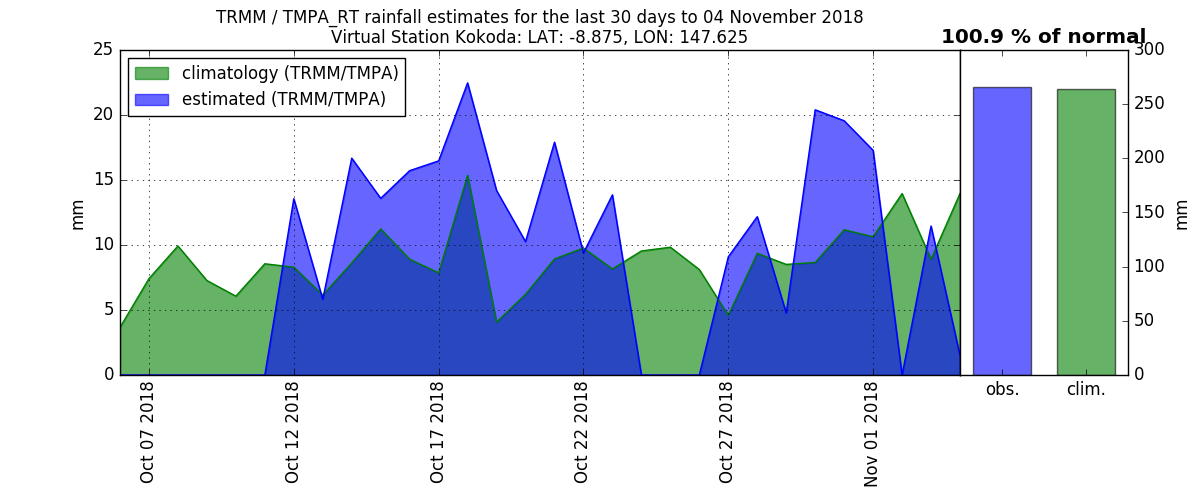 TRMM / TMPA_RT rainfall estimates for the last 30 days to 04 November 2018
Virtual Station Kokoda: LAT: -8.875, LON: 147.625
100.9 % of normal
climatology (TRMM/TMPA)
estimated (TRMM/TMPA)
25
20
15
10
5
0
mm
Oct 07 2018
Oct 12 2018
Oct 17 2018
Oct 22 2018
Oct 27 2018
Nov 01 2018
300
250
200
150
100
50
0
mm
obs.
clim.